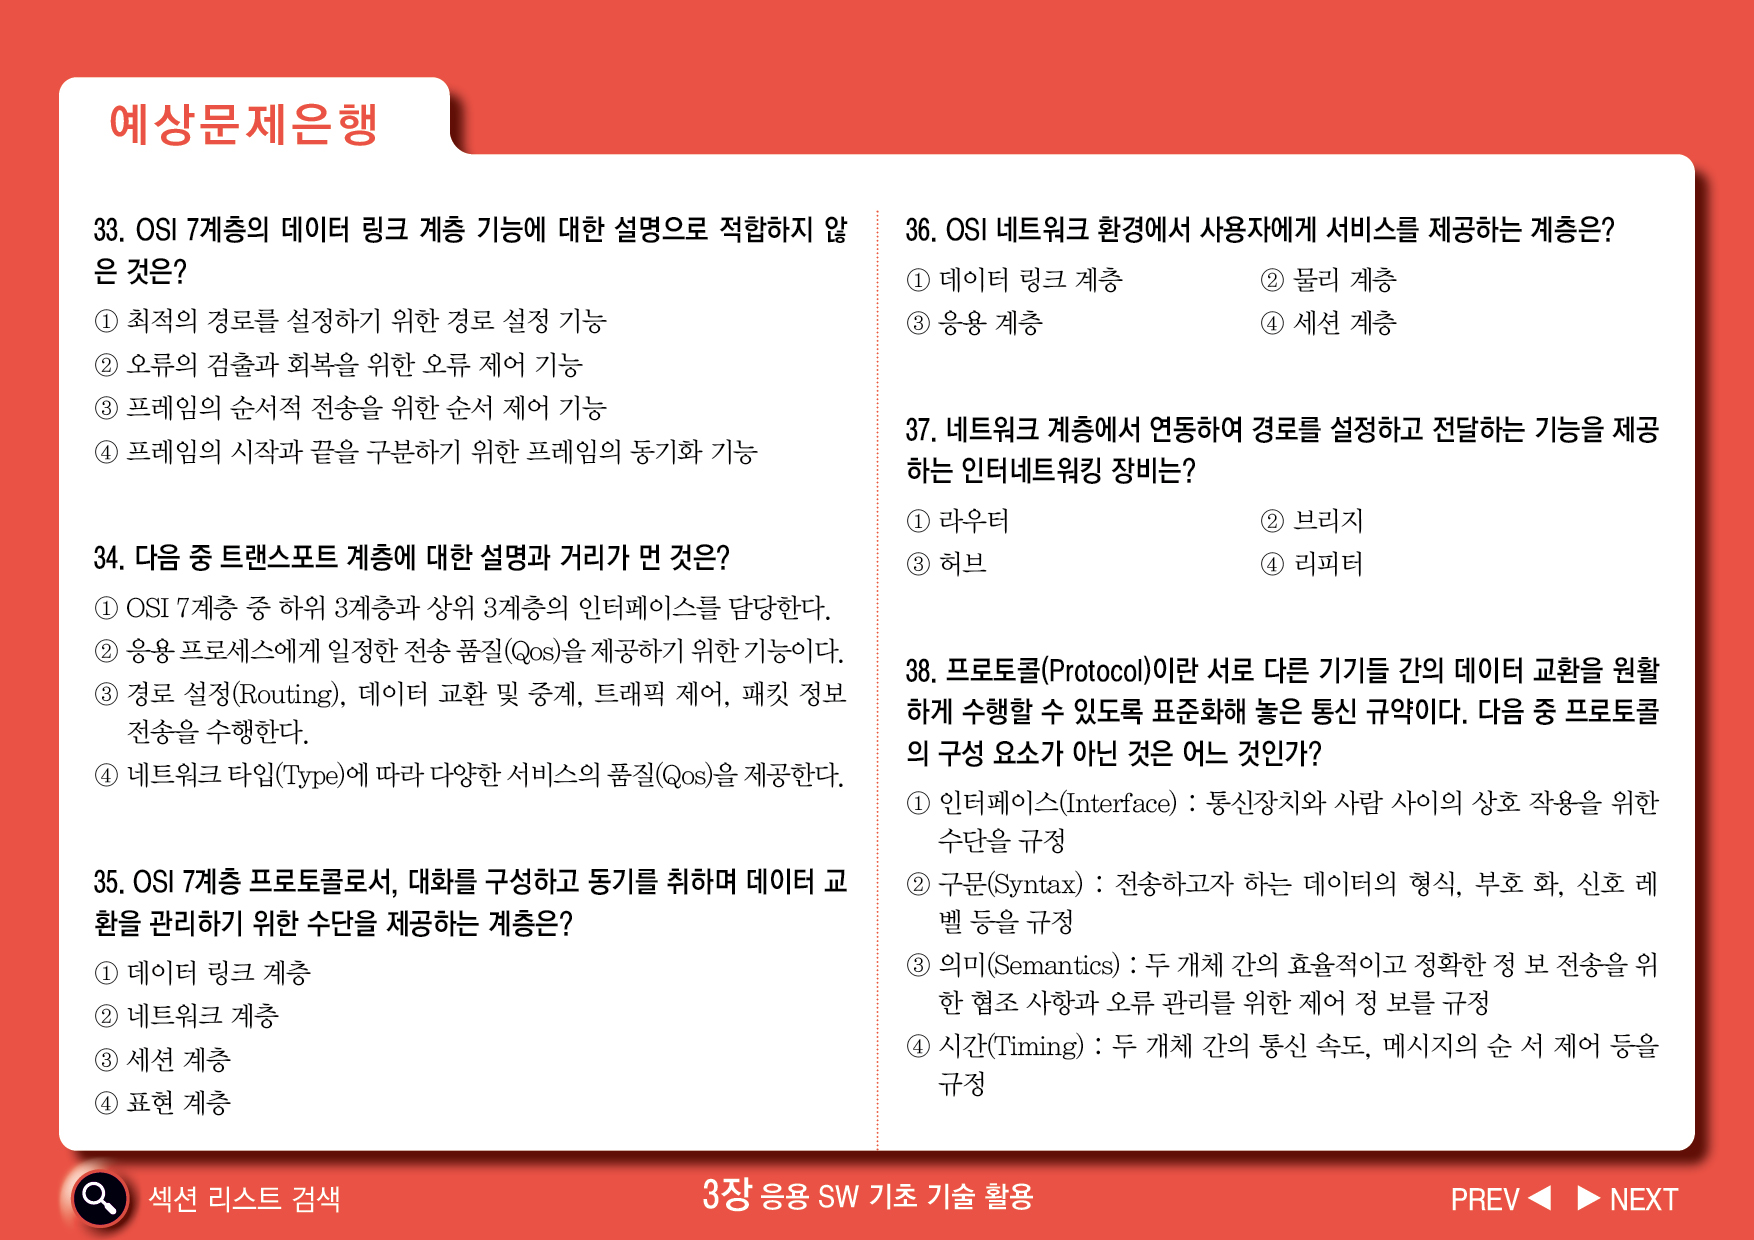 예상문제은행
33. OSI 7계층의 데이터 링크 계층 기능에 대한 설명으로 적합하지 않
은 것은?
① 최적의 경로를 설정하기 위한 경로 설정 기능
② 오류의 검출과 회복을 위한 오류 제어 기능
③ 프레임의 순서적 전송을 위한 순서 제어 기능
④ 프레임의 시작과 끝을 구분하기 위한 프레임의 동기화 기능
34. 다음 중 트랜스포트 계층에 대한 설명과 거리가 먼 것은?
① OSI 7계층 중 하위 3계층과 상위 3계층의 인터페이스를 담당한다.
② 응용 프로세스에게 일정한 전송 품질(Qos)을 제공하기 위한 기능이다.
③ 경로 설정(Routing), 데이터 교환 및 중계, 트래픽 제어, 패킷 정보
전송을 수행한다.
④ 네트워크 타입(Type)에 따라 다양한 서비스의 품질(Qos)을 제공한다.
35. OSI 7계층 프로토콜로서, 대화를 구성하고 동기를 취하며 데이터 교
환을 관리하기 위한 수단을 제공하는 계층은?
① 데이터 링크 계층
② 네트워크 계층
③ 세션 계층
④ 표현 계층
36. OSI 네트워크 환경에서 사용자에게 서비스를 제공하는 계층은?
① 데이터 링크 계층 ② 물리 계층
③ 응용 계층 ④ 세션 계층
37. 네트워크 계층에서 연동하여 경로를 설정하고 전달하는 기능을 제공
하는 인터네트워킹 장비는?
① 라우터 ② 브리지
③ 허브 ④ 리피터
38. 프로토콜(Protocol)이란 서로 다른 기기들 간의 데이터 교환을 원활
하게 수행할 수 있도록 표준화해 놓은 통신 규약이다. 다음 중 프로토콜
의 구성 요소가 아닌 것은 어느 것인가?
① 인터페이스(Interface) : 통신장치와 사람 사이의 상호 작용을 위한
수단을 규정
② 구문(Syntax) : 전송하고자 하는 데이터의 형식, 부호 화, 신호 레
벨 등을 규정
③ 의미(Semantics) : 두 개체 간의 효율적이고 정확한 정 보 전송을 위
한 협조 사항과 오류 관리를 위한 제어 정 보를 규정
④ 시간(Timing) : 두 개체 간의 통신 속도, 메시지의 순 서 제어 등을
규정
섹션 리스트 검색
3장 응용 SW 기초 기술 활용
PREV ◀ ▶ NEXT